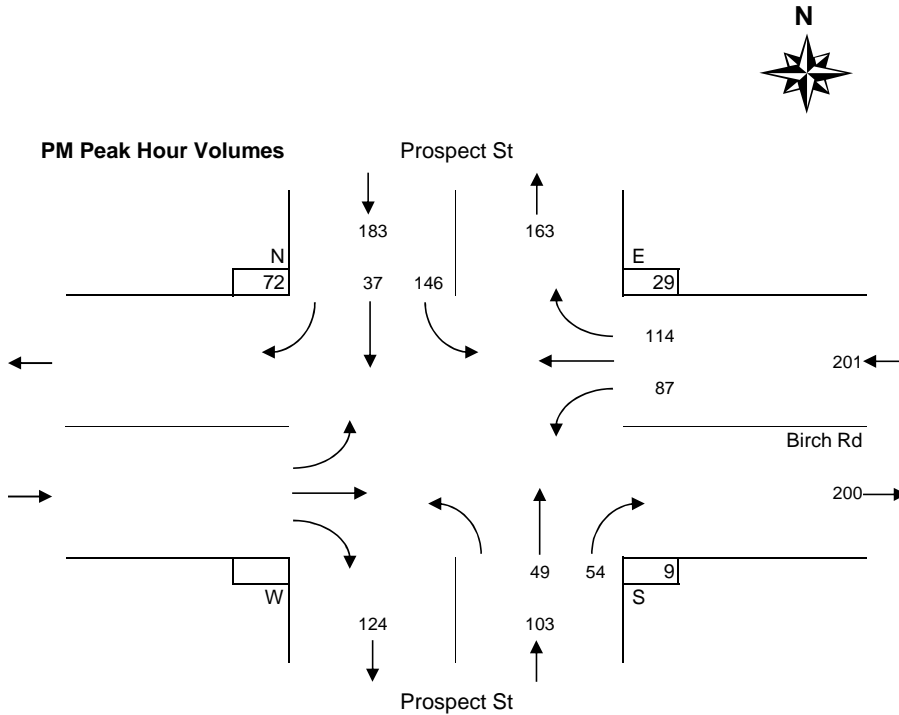 N
PM Peak Hour Volumes Prospect St
183 163
N E
72 37 146 29
114
201
87
Birch Rd
200
49 54 9
W S
124 103
Prospect St